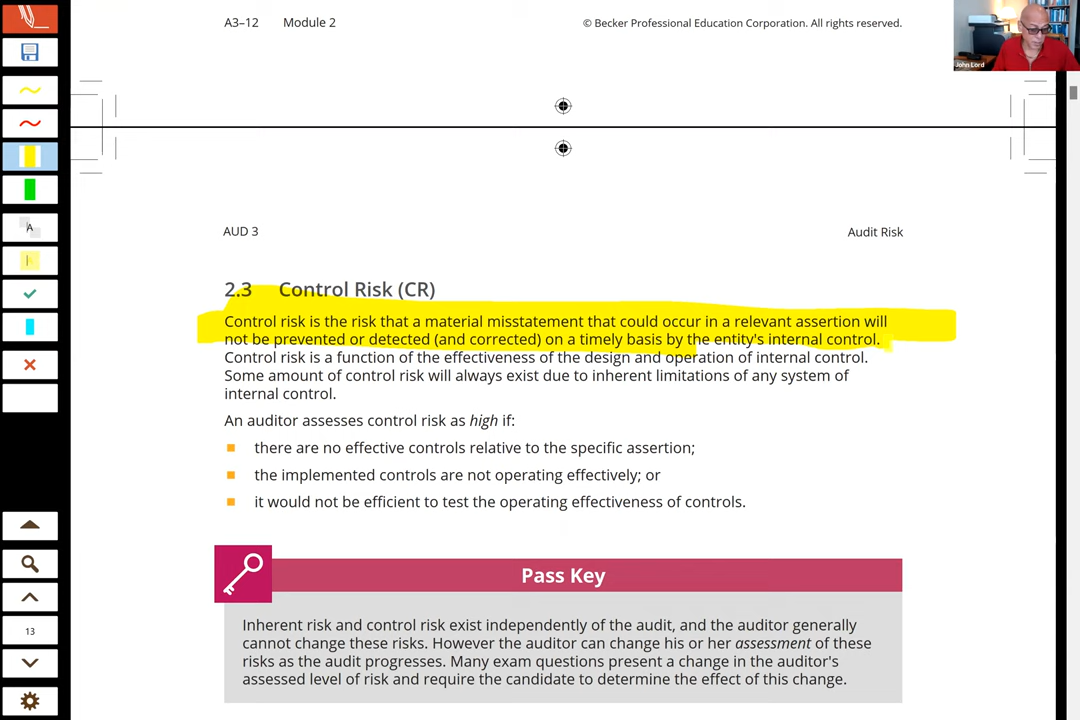 A3–12 Module 2 © Becker Professional Education Corporation. All rights reserved.
John Lord
AUD 3 Audit Risk
2.3 Control Risk (CR)
Control risk is the risk that a material misstatement that could occur in a relevant assertion will
not be prevented or detected (and corrected) on a timely basis by the entity's internal control.
Control risk is a function of the effectiveness of the design and operation of internal control.
Some amount of control risk will always exist due to inherent limitations of any system of
internal control.
An auditor assesses control risk as high if:
there are no effective controls relative to the specific assertion;
the implemented controls are not operating effectively; or
it would not be efficient to test the operating effectiveness of controls.
Pass Key
Inherent risk and control risk exist independently of the audit, and the auditor generally
cannot change these risks. However the auditor can change his or her assessment of these
risks as the audit progresses. Many exam questions present a change in the auditor's
assessed level of risk and require the candidate to determine the effect of this change.
A
13